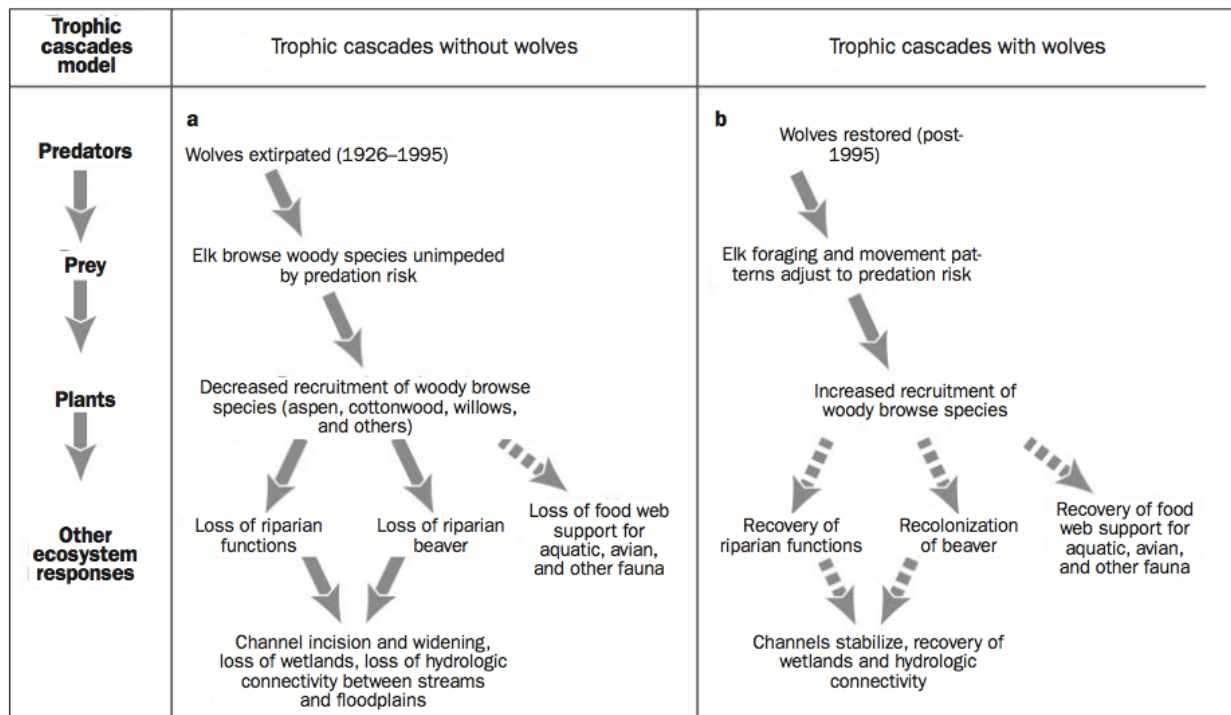 Trophic
cascades
model
Trophic cascades without wolves
Trophic cascades with wolves
Predators
Prey
Plants
Other
ecosystem
responses
a
Wolves extirpated (1926–1995)
Elk browse woody species unimpeded
by predation risk
Decreased recruitment of woody browse
species (aspen, cottonwood, willows,
and others)
Loss of riparian
functions
Loss of riparian
beaver
Loss of food web
support for
aquatic, avian,
and other fauna
Channel incision and widening,
loss of wetlands, loss of hydrologic
connectivity between streams
and floodplains
b
Wolves restored (post-
1995)
Elk foraging and movement pat-
terns adjust to predation risk
Increased recruitment of
woody browse species
Recovery of
riparian functions
Recolonization
of beaver
Recovery of food
web support for
aquatic, avian,
and other fauna
Channels stabilize, recovery of
wetlands and hydrologic
connectivity